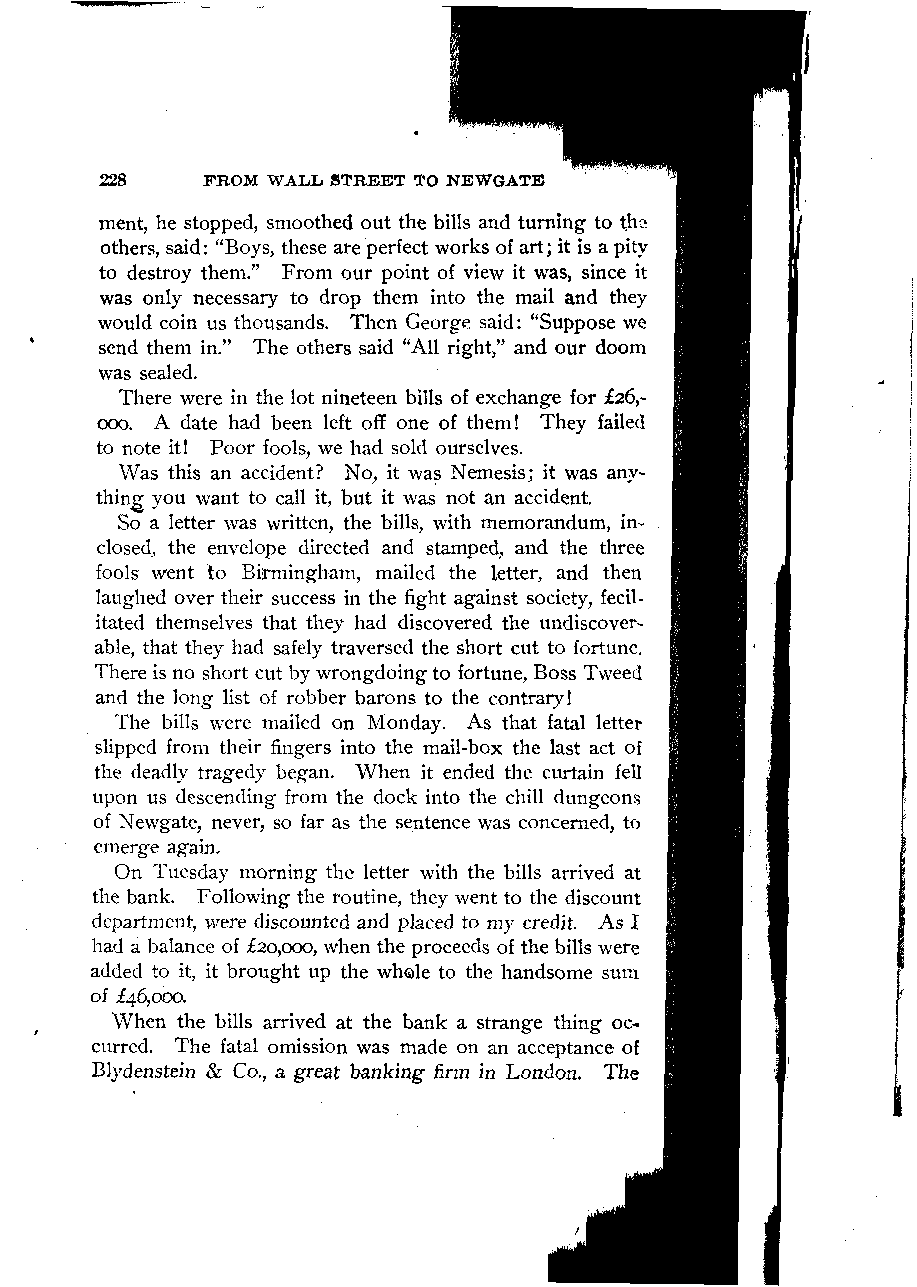 228 FROM WALL STREET TO NEWGATE
ment, he stopped, smoothed out the bills and turning to the
others, said: “Boys, these are perfect works of art; it is a pity
to destroy them.” From our point of view it was, since it
was only necessary to drop them into the mail and they
would coin us thousands. Then George said: “Suppose we
send them in.” The others said “All right,” and our doom
was sealed.
There were in the lot nineteen bills of exchange for £26,-
000. A date had been left off one of them! They failed
to note it! Poor fools, we had sold ourselves.
Was this an accident? No, it was Nemesis; it was any-
thing you want to call it, but it was not an accident.
So a letter was written, the bills, with memorandum, in-
closed, the envelope directed and stamped, and the three
fools went to Birmingham, mailed the letter, and then
laughed over their success in the fight against society, fecil-
itated themselves that they had discovered the undiscover-
able, that they had safely traversed the short cut to fortune.
There is no short cut by wrongdoing to fortune, Boss Tweed
and the long list of robber barons to the contrary!
The bills were mailed on Monday. As that fatal letter
slipped from their fingers into the mail-box the last act of
the deadly tragedy began. When it ended the curtain fell
upon us descending from the dock into the chill dungeons
of Newgate, never, so far as the sentence was concerned, to
emerge again.
On Tuesday morning the letter with the bills arrived at
the bank. Following the routine, they went to the discount
department, were discounted and placed to my credit. As I
had a balance of £20,000, when the proceeds of the bills were
added to it, it brought up the whole to the handsome sum
of £46,000.
When the bills arrived at the bank a strange thing oc-
curred. The fatal omission was made on an acceptance of
Blydenstein & Co., a great banking firm in London. The